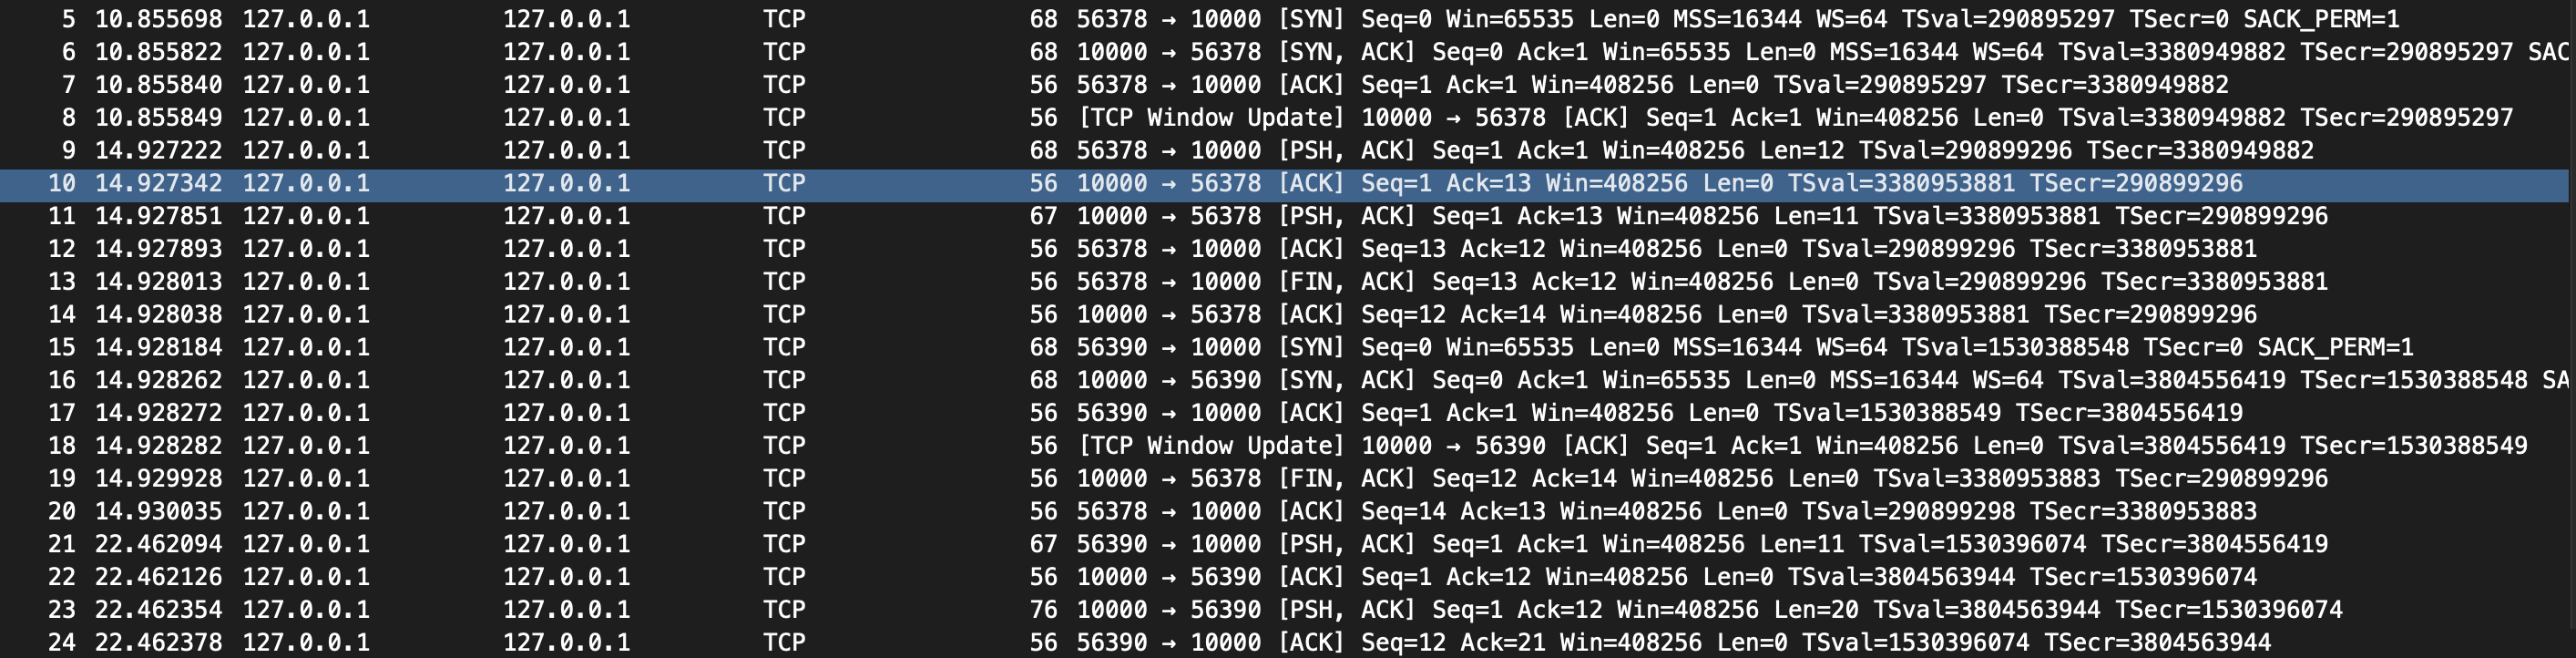 5 10.855698 127.0.0.1 127.0.0.1 TCP 68 56378 → 10000 [SYN] Seq=0 Win=65535 Len=0 MSS=16344 WS=64 TSval=290895297 TSecr=0 SACK_PERM=1
6 10.855822 127.0.0.1 127.0.0.1 TCP 68 10000 → 56378 [SYN, ACK] Seq=0 Ack=1 Win=65535 Len=0 MSS=16344 WS=64 TSval=3380949882 TSecr=290895297 SAC
7 10.855840 127.0.0.1 127.0.0.1 TCP 56 56378 → 10000 [ACK] Seq=1 Ack=1 Win=408256 Len=0 TSval=290895297 TSecr=3380949882
8 10.855849 127.0.0.1 127.0.0.1 TCP 56 [TCP Window Update] 10000 → 56378 [ACK] Seq=1 Ack=1 Win=408256 Len=0 TSval=3380949882 TSecr=290895297
9 14.927222 127.0.0.1 127.0.0.1 TCP 68 56378 → 10000 [PSH, ACK] Seq=1 Ack=1 Win=408256 Len=12 TSval=290899296 TSecr=3380949882
10 14.927342 127.0.0.1 127.0.0.1 TCP 56 10000 → 56378 [ACK] Seq=1 Ack=13 Win=408256 Len=0 TSval=3380953881 TSecr=290899296
11 14.927851 127.0.0.1 127.0.0.1 TCP 67 10000 → 56378 [PSH, ACK] Seq=1 Ack=13 Win=408256 Len=11 TSval=3380953881 TSecr=290899296
12 14.927893 127.0.0.1 127.0.0.1 TCP 56 56378 → 10000 [ACK] Seq=13 Ack=12 Win=408256 Len=0 TSval=290899296 TSecr=3380953881
13 14.928013 127.0.0.1 127.0.0.1 TCP 56 56378 → 10000 [FIN, ACK] Seq=13 Ack=12 Win=408256 Len=0 TSval=290899296 TSecr=3380953881
14 14.928038 127.0.0.1 127.0.0.1 TCP 56 10000 → 56378 [ACK] Seq=12 Ack=14 Win=408256 Len=0 TSval=3380953881 TSecr=290899296
15 14.928184 127.0.0.1 127.0.0.1 TCP 68 56390 → 10000 [SYN] Seq=0 Win=65535 Len=0 MSS=16344 WS=64 TSval=1530388548 TSecr=0 SACK_PERM=1
16 14.928262 127.0.0.1 127.0.0.1 TCP 68 10000 → 56390 [SYN, ACK] Seq=0 Ack=1 Win=65535 Len=0 MSS=16344 WS=64 TSval=3804556419 TSecr=1530388548 SA
17 14.928272 127.0.0.1 127.0.0.1 TCP 56 56390 → 10000 [ACK] Seq=1 Ack=1 Win=408256 Len=0 TSval=1530388549 TSecr=3804556419
18 14.928282 127.0.0.1 127.0.0.1 TCP 56 [TCP Window Update] 10000 → 56390 [ACK] Seq=1 Ack=1 Win=408256 Len=0 TSval=3804556419 TSecr=1530388549
19 14.929928 127.0.0.1 127.0.0.1 TCP 56 10000 → 56378 [FIN, ACK] Seq=12 Ack=14 Win=408256 Len=0 TSval=3380953883 TSecr=290899296
20 14.930035 127.0.0.1 127.0.0.1 TCP 56 56378 → 10000 [ACK] Seq=14 Ack=13 Win=408256 Len=0 TSval=290899298 TSecr=3380953883
21 22.462094 127.0.0.1 127.0.0.1 TCP 67 56390 → 10000 [PSH, ACK] Seq=1 Ack=1 Win=408256 Len=11 TSval=1530396074 TSecr=3804556419
22 22.462126 127.0.0.1 127.0.0.1 TCP 56 10000 → 56390 [ACK] Seq=1 Ack=12 Win=408256 Len=0 TSval=3804563944 TSecr=1530396074
23 22.462354 127.0.0.1 127.0.0.1 TCP 76 10000 → 56390 [PSH, ACK] Seq=1 Ack=12 Win=408256 Len=20 TSval=3804563944 TSecr=1530396074
24 22.462378 127.0.0.1 127.0.0.1 TCP 56 56390 → 10000 [ACK] Seq=12 Ack=21 Win=408256 Len=0 TSval=1530396074 TSecr=3804563944